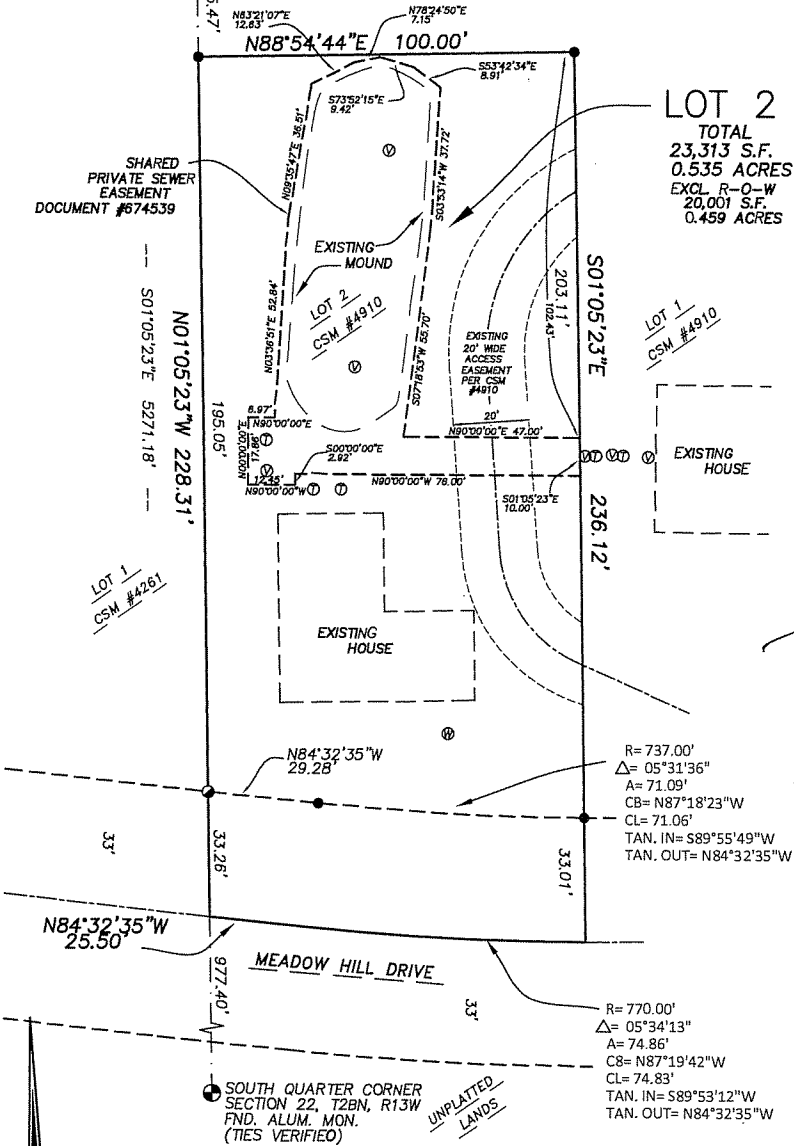 5.47'
N83°21'07"E
12.83'
N78°24'50"E
7.15'
N88°54'44"E 100.00'
S53°42'34"E
8.91'
S73°52'15"E
9.42'
LOT 2
TOTAL
23,313 S.F.
0.535 ACRES
EXCL R-O-W
20,001 S.F.
0.459 ACRES
SHARED
PRIVATE SEWER
EASEMENT
DOCUMENT #674539
N09°35'47"E 36.51'
S03°53'14"W 37.72'
V
EXISTING
MOUND
LOT 2
CSM #4910
N03°36'51"E 52.84'
S07°18'53"W 55.70'
V
EXISTING
20' WIDE
ACCESS
EASEMENT
PER CSM
#4910
20'
N90°00'00"E 47.00'
S01°05'23"E
203.11'
102.43'
236.12'
LOT 1
CSM #4910
EXISTING
HOUSE
V T V T V
S01°05'23"E
10.00'
S01°05'23"E 5271.18'
N01°05'23"W 228.31'
195.05'
6.97'
N90°00'00"E
N00°00'00"E
17.86'
T
V
12.45'
N90°00'00"W
S00°00'00"E
2.92'
T T
N90°00'00"W 76.00'
LOT 1
CSM #4261
EXISTING
HOUSE
W
N84°32'35"W
29.28'
R= 737.00'
△= 05°31'36"
A= 71.09'
CB= N87°18'23"W
CL= 71.06'
TAN. IN= S89°55'49"W
TAN. OUT= N84°32'35"W
33'
33.26'
33.01'
N84°32'35"W
25.50'
MEADOW HILL DRIVE
977.40'
33'
R= 770.00'
△= 05°34'13"
A= 74.86'
C8= N87°19'42"W
CL= 74.83'
TAN. IN= S89°53'12"W
TAN. OUT= N84°32'35"W
SOUTH QUARTER CORNER
SECTION 22, T2BN, R13W
FND. ALUM. MON.
(TIES VERIFIED)
UNPLATTED
LANDS